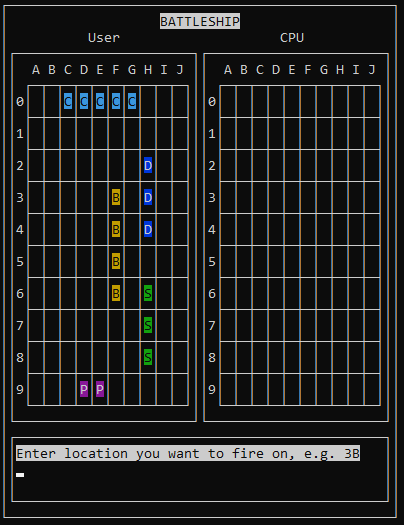 BATTLESHIP
User CPU
A B C D E F G H I J A B C D E F G H I J
0 C C C C C 0
1 1
2 D 2
3 B D 3
4 B D 4
5 B 5
6 B S 6
7 S 7
8 S 8
9 P P 9
Enter location you want to fire on, e.g. 3B